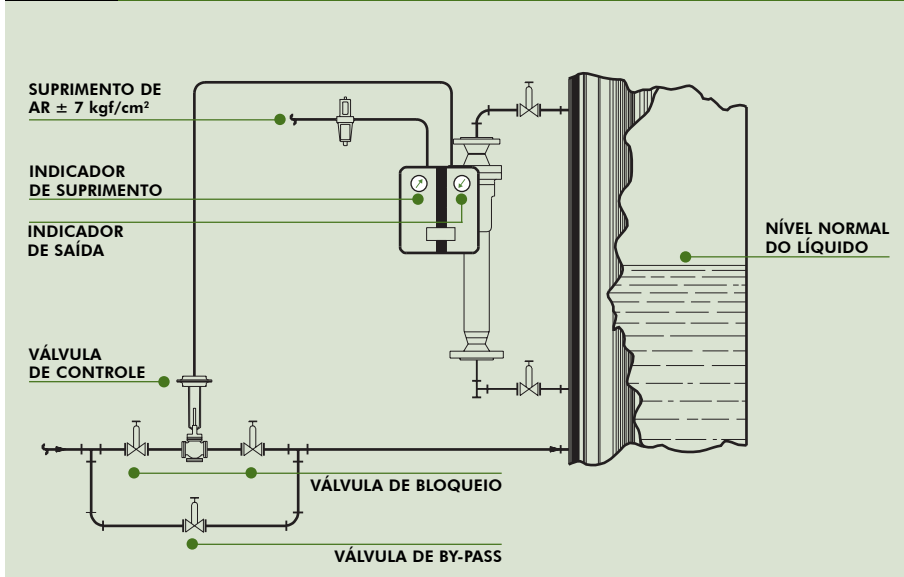 SUPRIMENTO DE
AR ± 7 kgf/cm²
INDICADOR
DE SUPRIMENTO
INDICADOR
DE SAÍDA
NÍVEL NORMAL
DO LÍQUIDO
VÁLVULA
DE CONTROLE
VÁLVULA DE BLOQUEIO
VÁLVULA DE BY-PASS